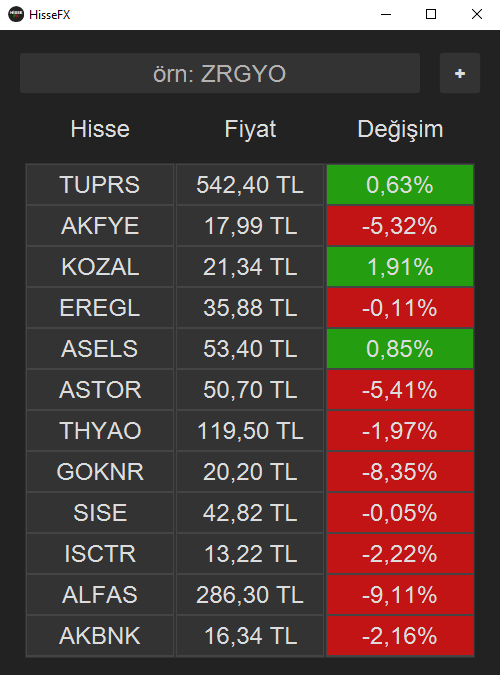 HISSE
HisseFX
örn: ZRGYO +
Hisse Fiyat Değişim
TUPRS 542,40 TL 0,63%
AKFYE 17,99 TL -5,32%
KOZAL 21,34 TL 1,91%
EREGL 35,88 TL -0,11%
ASELS 53,40 TL 0,85%
ASTOR 50,70 TL -5,41%
THYAO 119,50 TL -1,97%
GOKNR 20,20 TL -8,35%
SISE 42,82 TL -0,05%
ISCTR 13,22 TL -2,22%
ALFAS 286,30 TL -9,11%
AKBNK 16,34 TL -2,16%